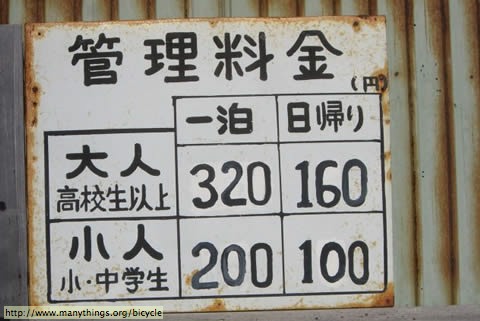 管理料金
(円)
一泊 日帰り
大人 320 160
高校生以上
小人 200 100
小・中学生
http://www.manythings.org/bicycle